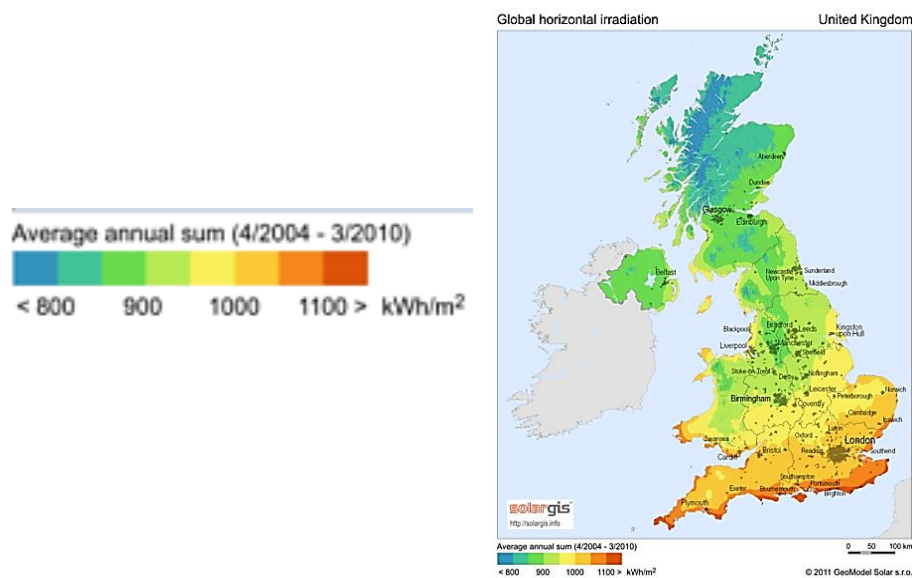 Average annual sum (4/2004 - 3/2010)
< 800 900 1000 1100 > kWh/m²
Global horizontal irradiation United Kingdom
Aberdeen
Dundee
Glasgow
Edinburgh
Newcastle
Upon Tyne
Sunderland
Belfast
Middlesbrough
Blackpool
Bradford
Leeds
Kingston
upon Hull
Liverpool
Manchester
Sheffield
Stoke-on-Trent
Derby
Nottingham
Leicester
Norwich
Birmingham
Peterborough
Coventry
Cambridge
Ipswich
Luton
Swansea
Oxford
London
Cardiff
Bristol
Reading
Southend
Southampton
Portsmouth
Exeter
Bournemouth
Brighton
Plymouth
solargis
http://solargis.info
Average annual sum (4/2004 - 3/2010)
< 800 900 1000 1100 > kWh/m²
0 50 100 km
© 2011 GeoModel Solar s.r.o.